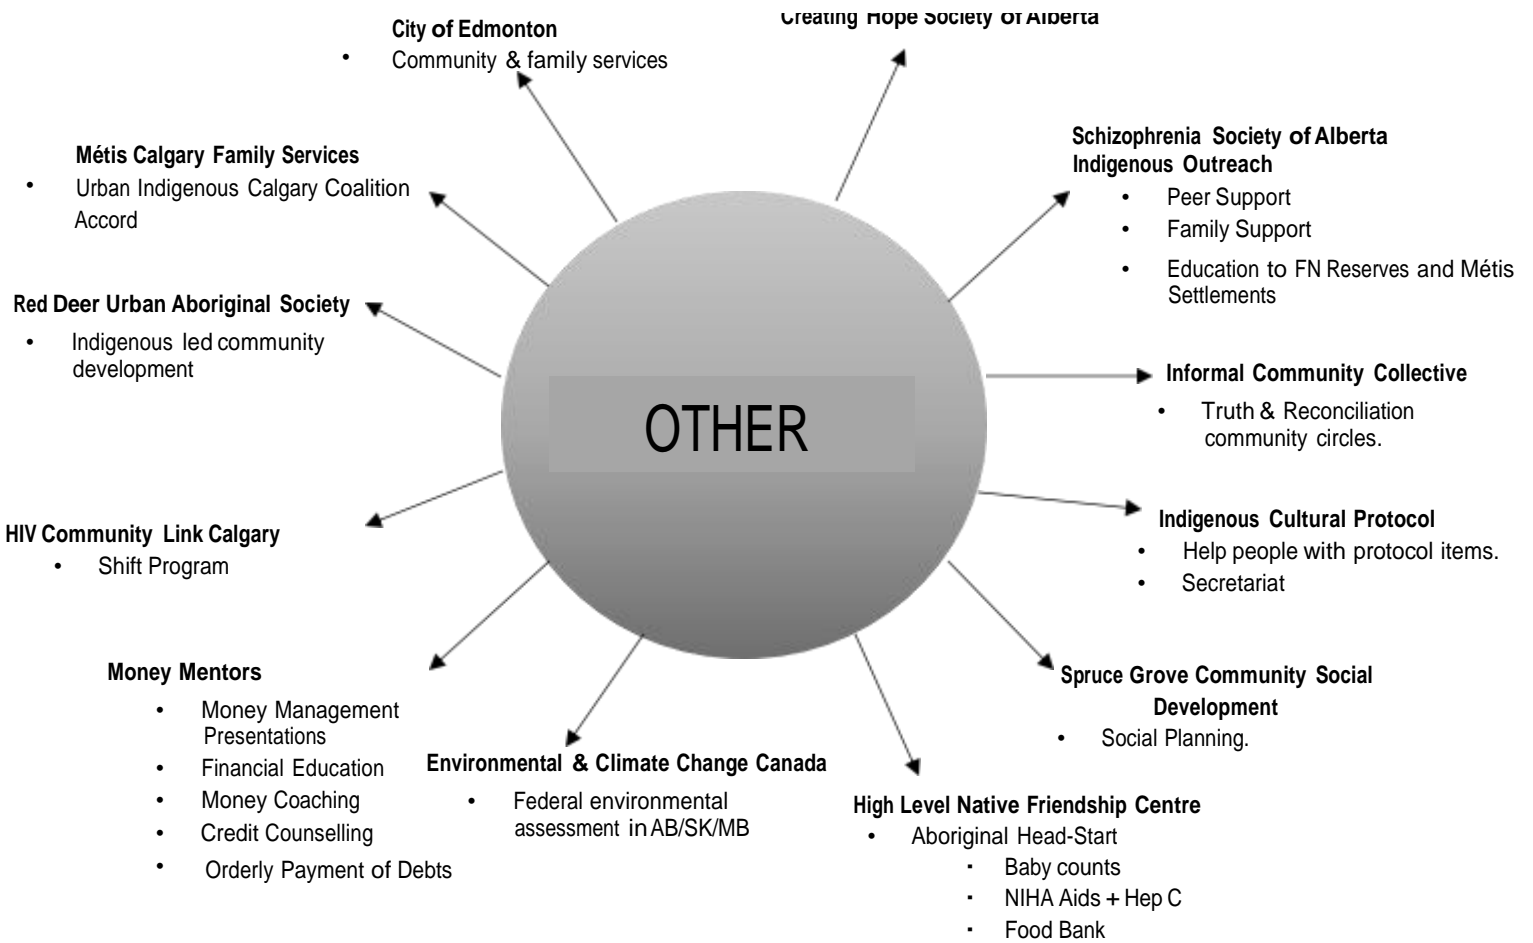 City of Edmonton
• Community & family services
Creating Hope Society of Alberta
Métis Calgary Family Services
• Urban Indigenous Calgary Coalition
Accord
Schizophrenia Society of Alberta
Indigenous Outreach
• Peer Support
• Family Support
• Education to FN Reserves and Métis
Settlements
Red Deer Urban Aboriginal Society
• Indigenous led community
development
OTHER
Informal Community Collective
• Truth & Reconciliation
community circles.
HIV Community Link Calgary
• Shift Program
Indigenous Cultural Protocol
• Help people with protocol items.
• Secretariat
Money Mentors
• Money Management
Presentations
• Financial Education
• Money Coaching
• Credit Counselling
• Orderly Payment of Debts
Environmental & Climate Change Canada
• Federal environmental
assessment in AB/SK/MB
Spruce Grove Community Social
Development
• Social Planning.
High Level Native Friendship Centre
• Aboriginal Head-Start
▪ Baby counts
▪ NIHA Aids + Hep C
▪ Food Bank